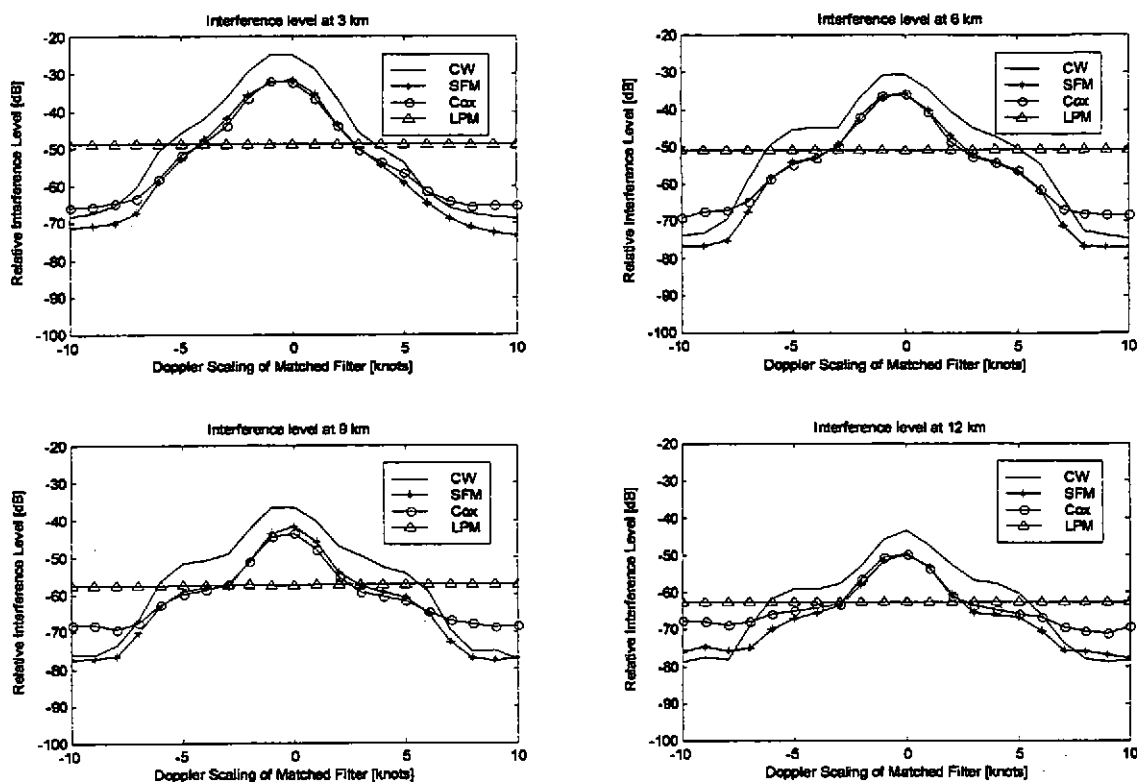 Interference level at 3 km
-20
-30
-40
-50
-60
-70
-80
-90
-100
Relative Interference Level [dB]
CW
SFM
Cox
LPM
-10
-5
0
5
10
Doppler Scaling of Matched Filter [knots]
Interference level at 6 km
-20
-30
-40
-50
-60
-70
-80
-90
-100
Relative Interference Level [dB]
CW
SFM
Cox
LPM
-10
-5
0
5
10
Doppler Scaling of Matched Filter [knots]
Interference level at 9 km
-20
-30
-40
-50
-60
-70
-80
-90
-100
Relative Interference Level [dB]
CW
SFM
Cox
LPM
-10
-5
0
5
10
Doppler Scaling of Matched Filter [knots]
Interference level at 12 km
-20
-30
-40
-50
-60
-70
-80
-90
-100
Relative Interference Level [dB]
CW
SFM
Cox
LPM
-10
-5
0
5
10
Doppler Scaling of Matched Filter [knots]